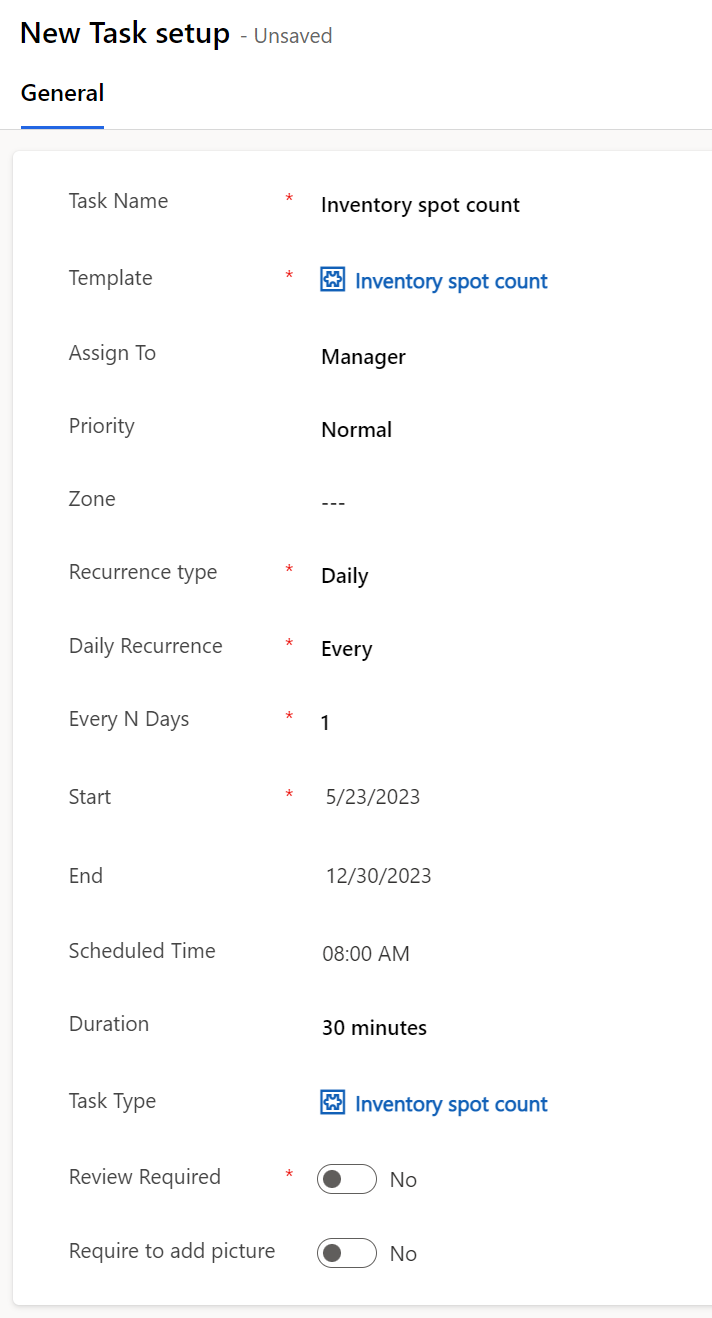 New Task setup - Unsaved
General
Task Name * Inventory spot count
Template * Inventory spot count
Assign To Manager
Priority Normal
Zone ---
Recurrence type * Daily
Daily Recurrence * Every
Every N Days * 1
Start * 5/23/2023
End 12/30/2023
Scheduled Time 08:00 AM
Duration 30 minutes
Task Type Inventory spot count
Review Required * No
Require to add picture No